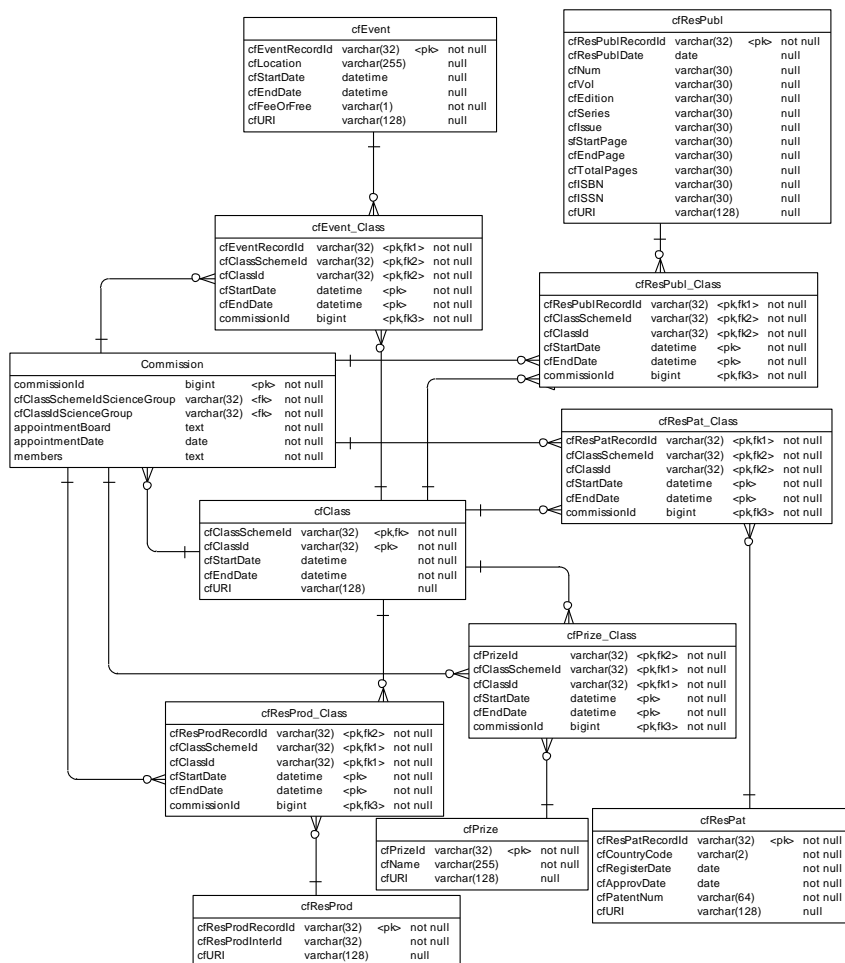 cfEvent
cfEventRecordId varchar(32) <pk> not null
cfLocation varchar(255) null
cfStartDate datetime null
cfEndDate datetime null
cfFeeOrFree varchar(1) not null
cfURI varchar(128) null
cfResPubl
cfResPublRecordId varchar(32) <pk> not null
cfResPublDate date null
cfNum varchar(30) null
cfVol varchar(30) null
cfEdition varchar(30) null
cfSeries varchar(30) null
cfIssue varchar(30) null
sfStartPage varchar(30) null
cfEndPage varchar(30) null
cfTotalPages varchar(30) null
cfISBN varchar(30) null
cfISSN varchar(30) null
cfURI varchar(128) null
cfEvent_Class
cfEventRecordId varchar(32) <pk,fk1> not null
cfClassSchemeId varchar(32) <pk,fk2> not null
cfClassId varchar(32) <pk,fk2> not null
cfStartDate datetime <pk> not null
cfEndDate datetime <pk> not null
commissionId bigint <pk,fk3> not null
cfResPubl_Class
cfResPublRecordId varchar(32) <pk,fk1> not null
cfClassSchemeId varchar(32) <pk,fk2> not null
cfClassId varchar(32) <pk,fk2> not null
cfStartDate datetime <pk> not null
cfEndDate datetime <pk> not null
commissionId bigint <pk,fk3> not null
Commission
commissionId bigint <pk> not null
cfClassSchemeIdScienceGroup varchar(32) <fk> not null
cfClassIdScienceGroup varchar(32) <fk> not null
appointmentBoard text not null
appointmentDate date not null
members text not null
cfResPat_Class
cfResPatRecordId varchar(32) <pk,fk1> not null
cfClassSchemeId varchar(32) <pk,fk2> not null
cfClassId varchar(32) <pk,fk2> not null
cfStartDate datetime <pk> not null
cfEndDate datetime <pk> not null
commissionId bigint <pk,fk3> not null
cfClass
cfClassSchemeId varchar(32) <pk,fk> not null
cfClassId varchar(32) <pk> not null
cfStartDate datetime not null
cfEndDate datetime not null
cfURI varchar(128) null
cfPrize_Class
cfPrizeId varchar(32) <pk,fk2> not null
cfClassSchemeId varchar(32) <pk,fk1> not null
cfClassId varchar(32) <pk,fk1> not null
cfStartDate datetime <pk> not null
cfEndDate datetime <pk> not null
commissionId bigint <pk,fk3> not null
cfResProd_Class
cfResProdRecordId varchar(32) <pk,fk2> not null
cfClassSchemeId varchar(32) <pk,fk1> not null
cfClassId varchar(32) <pk,fk1> not null
cfStartDate datetime <pk> not null
cfEndDate datetime <pk> not null
commissionId bigint <pk,fk3> not null
cfPrize
cfPrizeId varchar(32) <pk> not null
cfName varchar(255) not null
cfURI varchar(128) null
cfResPat
cfResPatRecordId varchar(32) <pk> not null
cfCountryCode varchar(2) not null
cfRegisterDate date not null
cfApprovDate date not null
cfPatentNum varchar(64) not null
cfURI varchar(128) null
cfResProd
cfResProdRecordId varchar(32) <pk> not null
cfResProdInterId varchar(32) not null
cfURI varchar(128) null